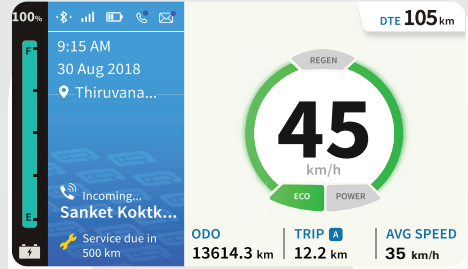 100%
F
E
9:15 AM
30 Aug 2018
Thiruvana...
Incoming...
Sanket Koktk...
Service due in
500 km
DTE 105 km
REGEN
45
km/h
ECO
POWER
ODO
13614.3 km
TRIP A
12.2 km
AVG SPEED
35 km/h